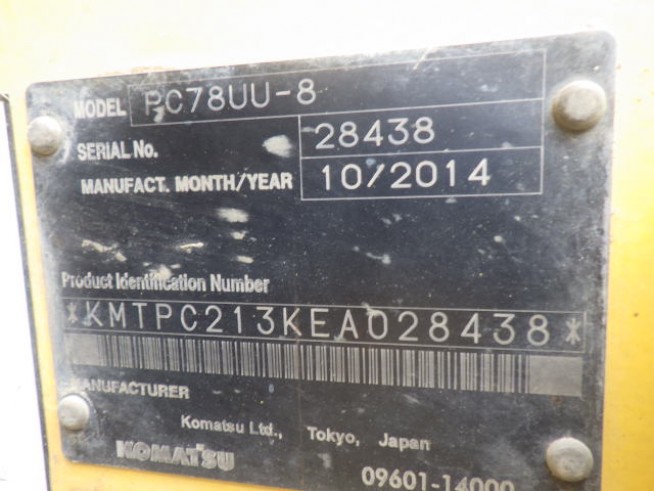 MODEL PC78UU-8
SERIAL No. 28438
MANUFACT. MONTH/YEAR 10/2014
Product Identification Number
*KMTPC213KEA028438*
MANUFACTURER
Komatsu Ltd., Tokyo, Japan
KOMATSU
09601-14000